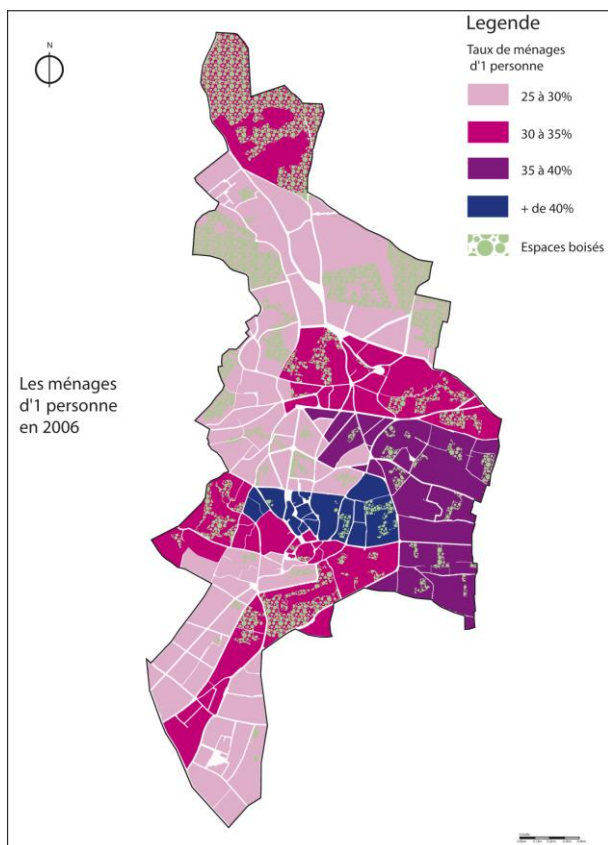 N
Legende
Taux de ménages
d'1 personne
25 à 30%
30 à 35%
35 à 40%
+ de 40%
Espaces boisés
Les ménages
d'1 personne
en 2006